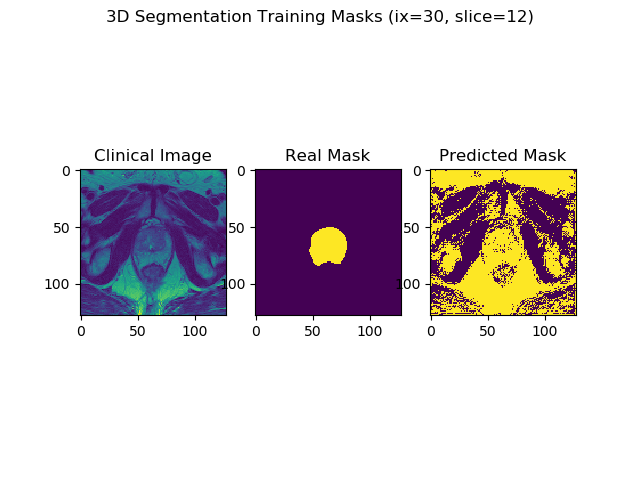 3D Segmentation Training Masks (ix=30, slice=12)
Clinical Image Real Mask Predicted Mask
0 0 0
50 50 50
100 100 100
0 50 100 0 50 100 0 50 100